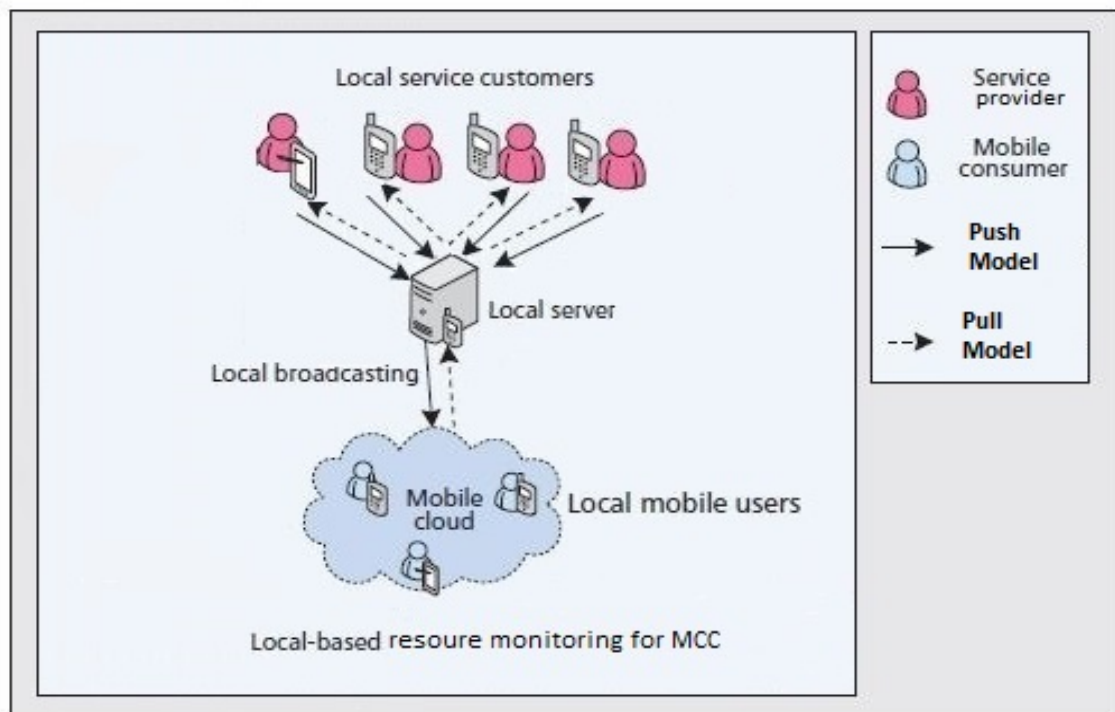 Local service customers
Local server
Local broadcasting
Mobile
cloud
Local mobile users
Local-based resoure monitoring for MCC
Service
provider
Mobile
consumer
Push
Model
Pull
Model